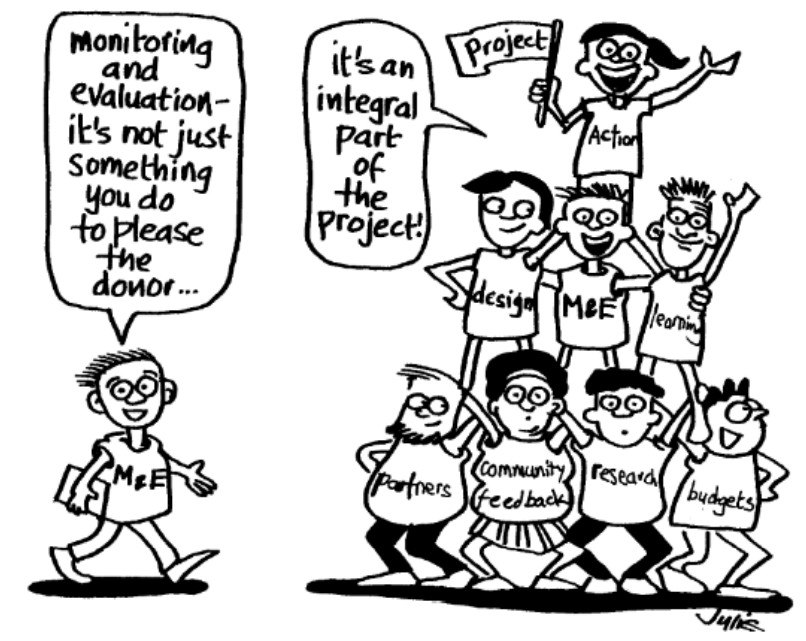 monitoring
and
evaluation-
it's not just
something
you do
to please
the
donor...
M&E
it's an
integral
part
of
the
project!
project
Action
design
M&E
learning
partners
community
feedback
research
budgets
Julie